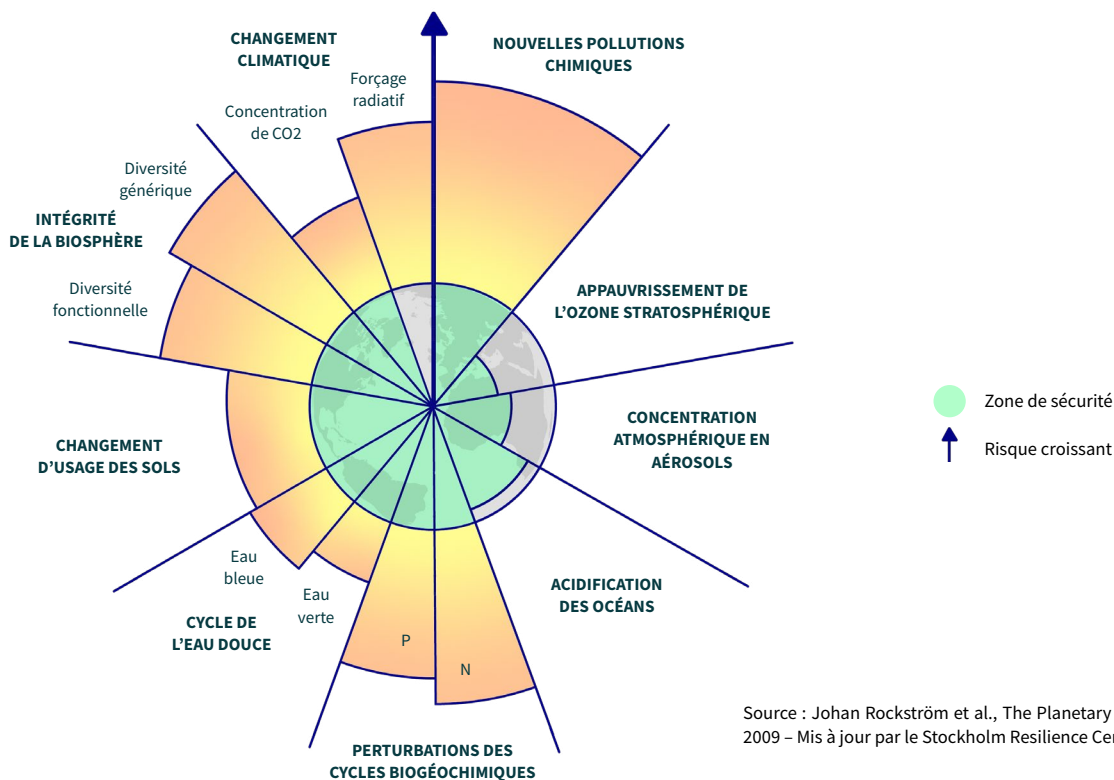 CHANGEMENT
CLIMATIQUE
NOUVELLES POLLUTIONS
CHIMIQUES
Forçage
radiatif
Concentration
de CO2
Diversité
générique
INTÉGRITÉ
DE LA BIOSPHÈRE
Diversité
fonctionnelle
APPAUVRISSEMENT DE
L’OZONE STRATOSPHÉRIQUE
Zone de sécurité
Risque croissant
CONCENTRATION
ATMOSPHÉRIQUE EN
AÉROSOLS
CHANGEMENT
D’USAGE DES SOLS
Eau
bleue
Eau
verte
CYCLE DE
L’EAU DOUCE
P
N
ACIDIFICATION
DES OCÉANS
PERTURBATIONS DES
CYCLES BIOGÉOCHIMIQUES
Source : Johan Rockström et al., The Planetary
2009 – Mis à jour par le Stockholm Resilience